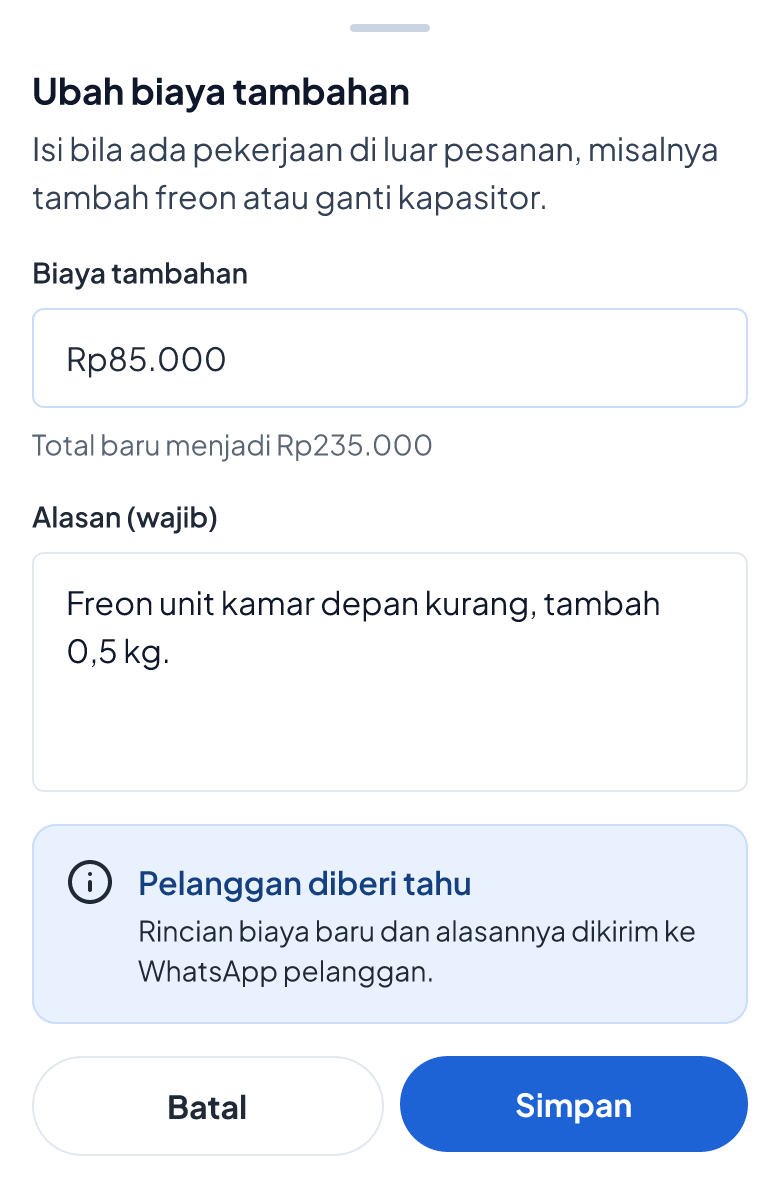 Ubah biaya tambahan
Isi bila ada pekerjaan di luar pesanan, misalnya
tambah freon atau ganti kapasitor.
Biaya tambahan
Rp85.000
Total baru menjadi Rp235.000
Alasan (wajib)
Freon unit kamar depan kurang, tambah
0,5 kg.
Pelanggan diberi tahu
Rincian biaya baru dan alasannya dikirim ke
WhatsApp pelanggan.
Batal
Simpan